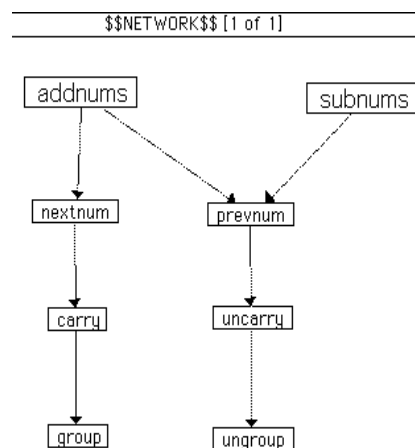 $$NETWORK$$ [1 of 1]
addnums
subnums
nextnum
prevnum
carry
uncarry
group
ungroup